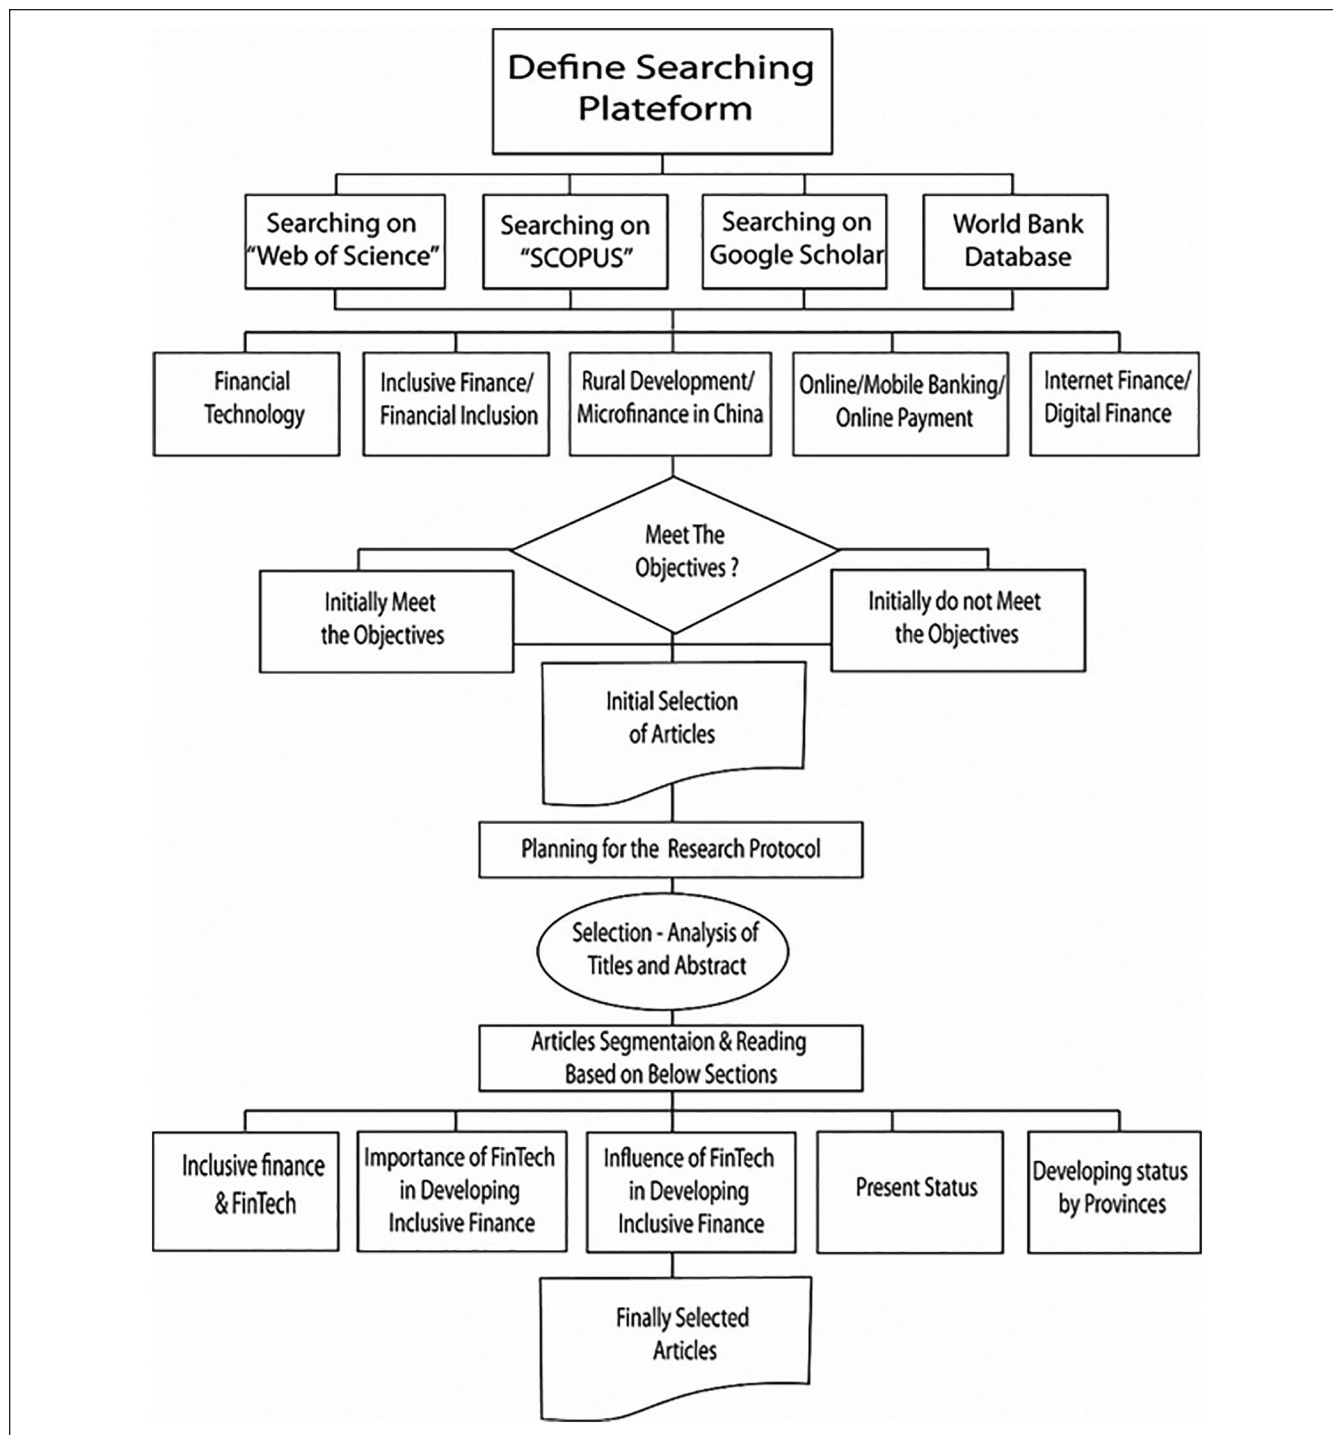 Define Searching
Plateform
Searching on
“Web of Science”
Searching on
“SCOPUS”
Searching on
Google Scholar
World Bank
Database
Financial
Technology
Inclusive Finance/
Financial Inclusion
Rural Development/
Microfinance in China
Online/Mobile Banking/
Online Payment
Internet Finance/
Digital Finance
Meet The
Objectives ?
Initially Meet
the Objectives
Initially do not Meet
the Objectives
Initial Selection
of Articles
Planning for the Research Protocol
Selection - Analysis of
Titles and Abstract
Articles Segmentaion & Reading
Based on Below Sections
Inclusive finance
& FinTech
Importance of FinTech
in Developing
Inclusive Finance
Influence of FinTech
in Developing
Inclusive Finance
Present Status
Developing status
by Provinces
Finally Selected
Articles